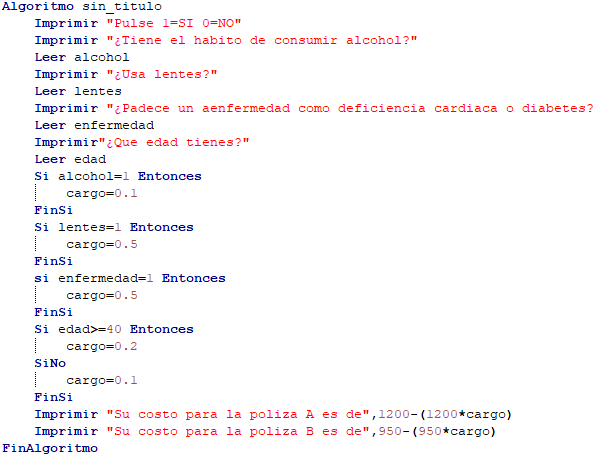 Algoritmo sin_titulo
Imprimir "Pulse 1=SI 0=NO"
Imprimir "¿Tiene el habito de consumir alcohol?"
Leer alcohol
Imprimir "¿Usa lentes?"
Leer lentes
Imprimir "¿Padece un aenfermedad como deficiencia cardiaca o diabetes?
Leer enfermedad
Imprimir"¿Que edad tienes?"
Leer edad
Si alcohol=1 Entonces
cargo=0.1
FinSi
Si lentes=1 Entonces
cargo=0.5
FinSi
si enfermedad=1 Entonces
cargo=0.5
FinSi
Si edad>=40 Entonces
cargo=0.2
SiNo
cargo=0.1
FinSi
Imprimir "Su costo para la poliza A es de",1200-(1200*cargo)
Imprimir "Su costo para la poliza B es de",950-(950*cargo)
FinAlgoritmo